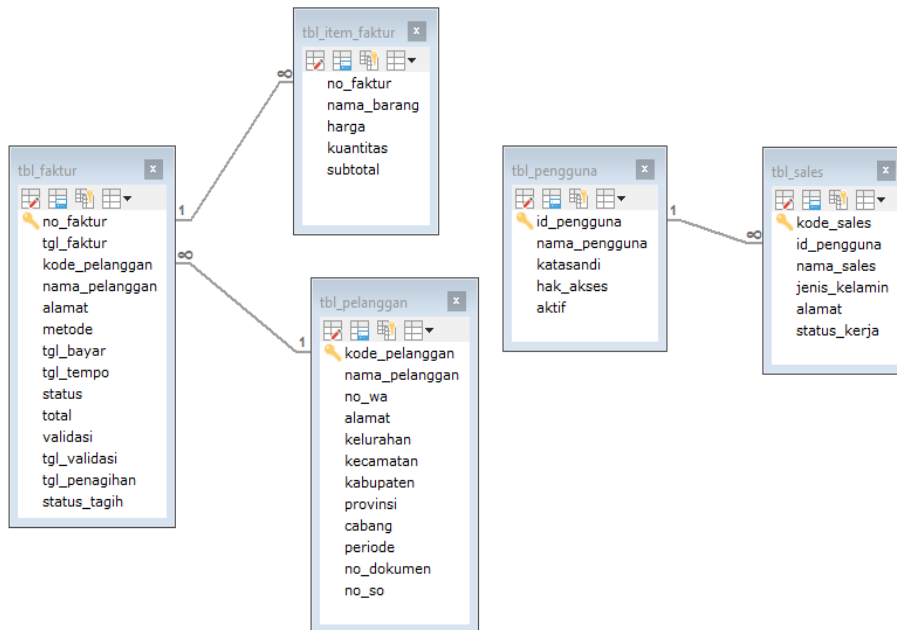 tbl_item_faktur
no_faktur
nama_barang
harga
kuantitas
subtotal
tbl_faktur
no_faktur
tgl_faktur
kode_pelanggan
nama_pelanggan
alamat
metode
tgl_bayar
tgl_tempo
status
total
validasi
tgl_validasi
tgl_penagihan
status_tagih
1
∞
∞
1
tbl_pelanggan
kode_pelanggan
nama_pelanggan
no_wa
alamat
kelurahan
kecamatan
kabupaten
provinsi
cabang
periode
no_dokumen
no_so
tbl_pengguna
id_pengguna
nama_pengguna
katasandi
hak_akses
aktif
1
∞
tbl_sales
kode_sales
id_pengguna
nama_sales
jenis_kelamin
alamat
status_kerja